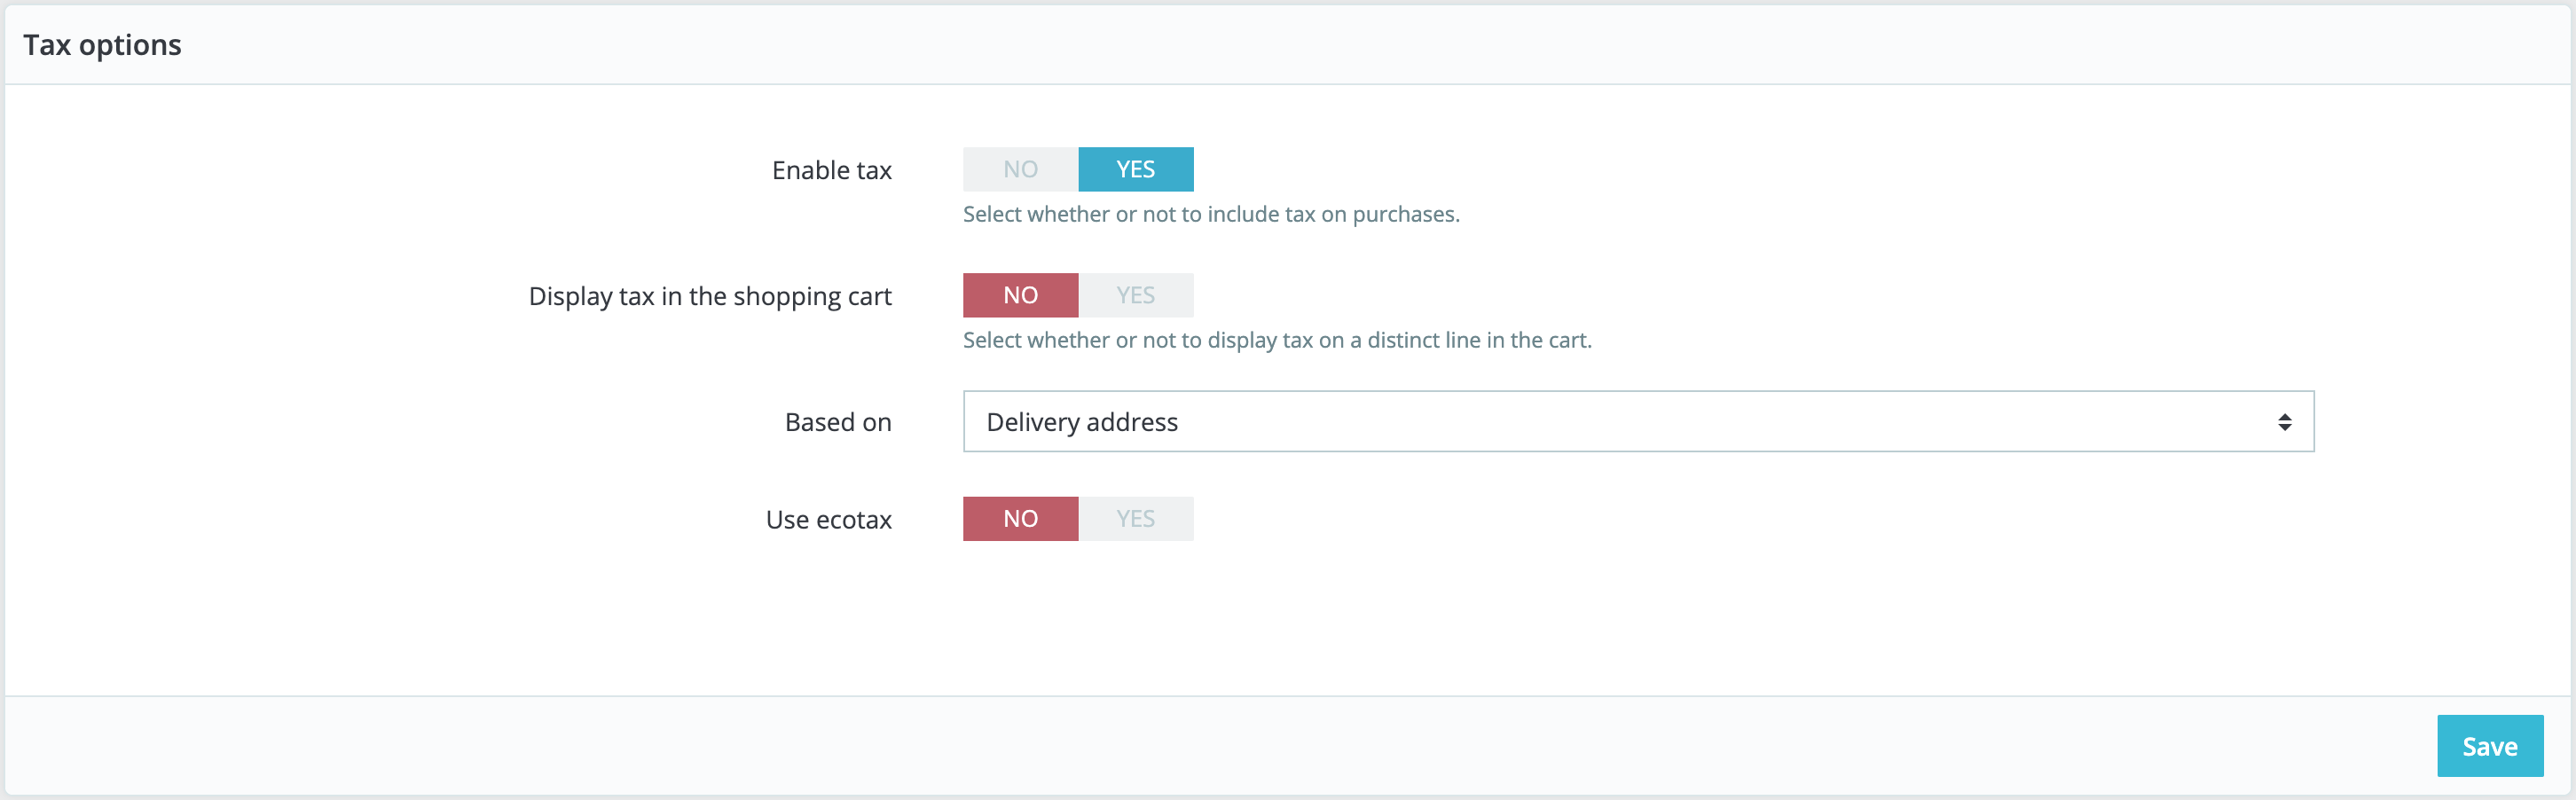 Tax options
Enable tax NO YES
Select whether or not to include tax on purchases.
Display tax in the shopping cart NO YES
Select whether or not to display tax on a distinct line in the cart.
Based on Delivery address
Use ecotax NO YES
Save